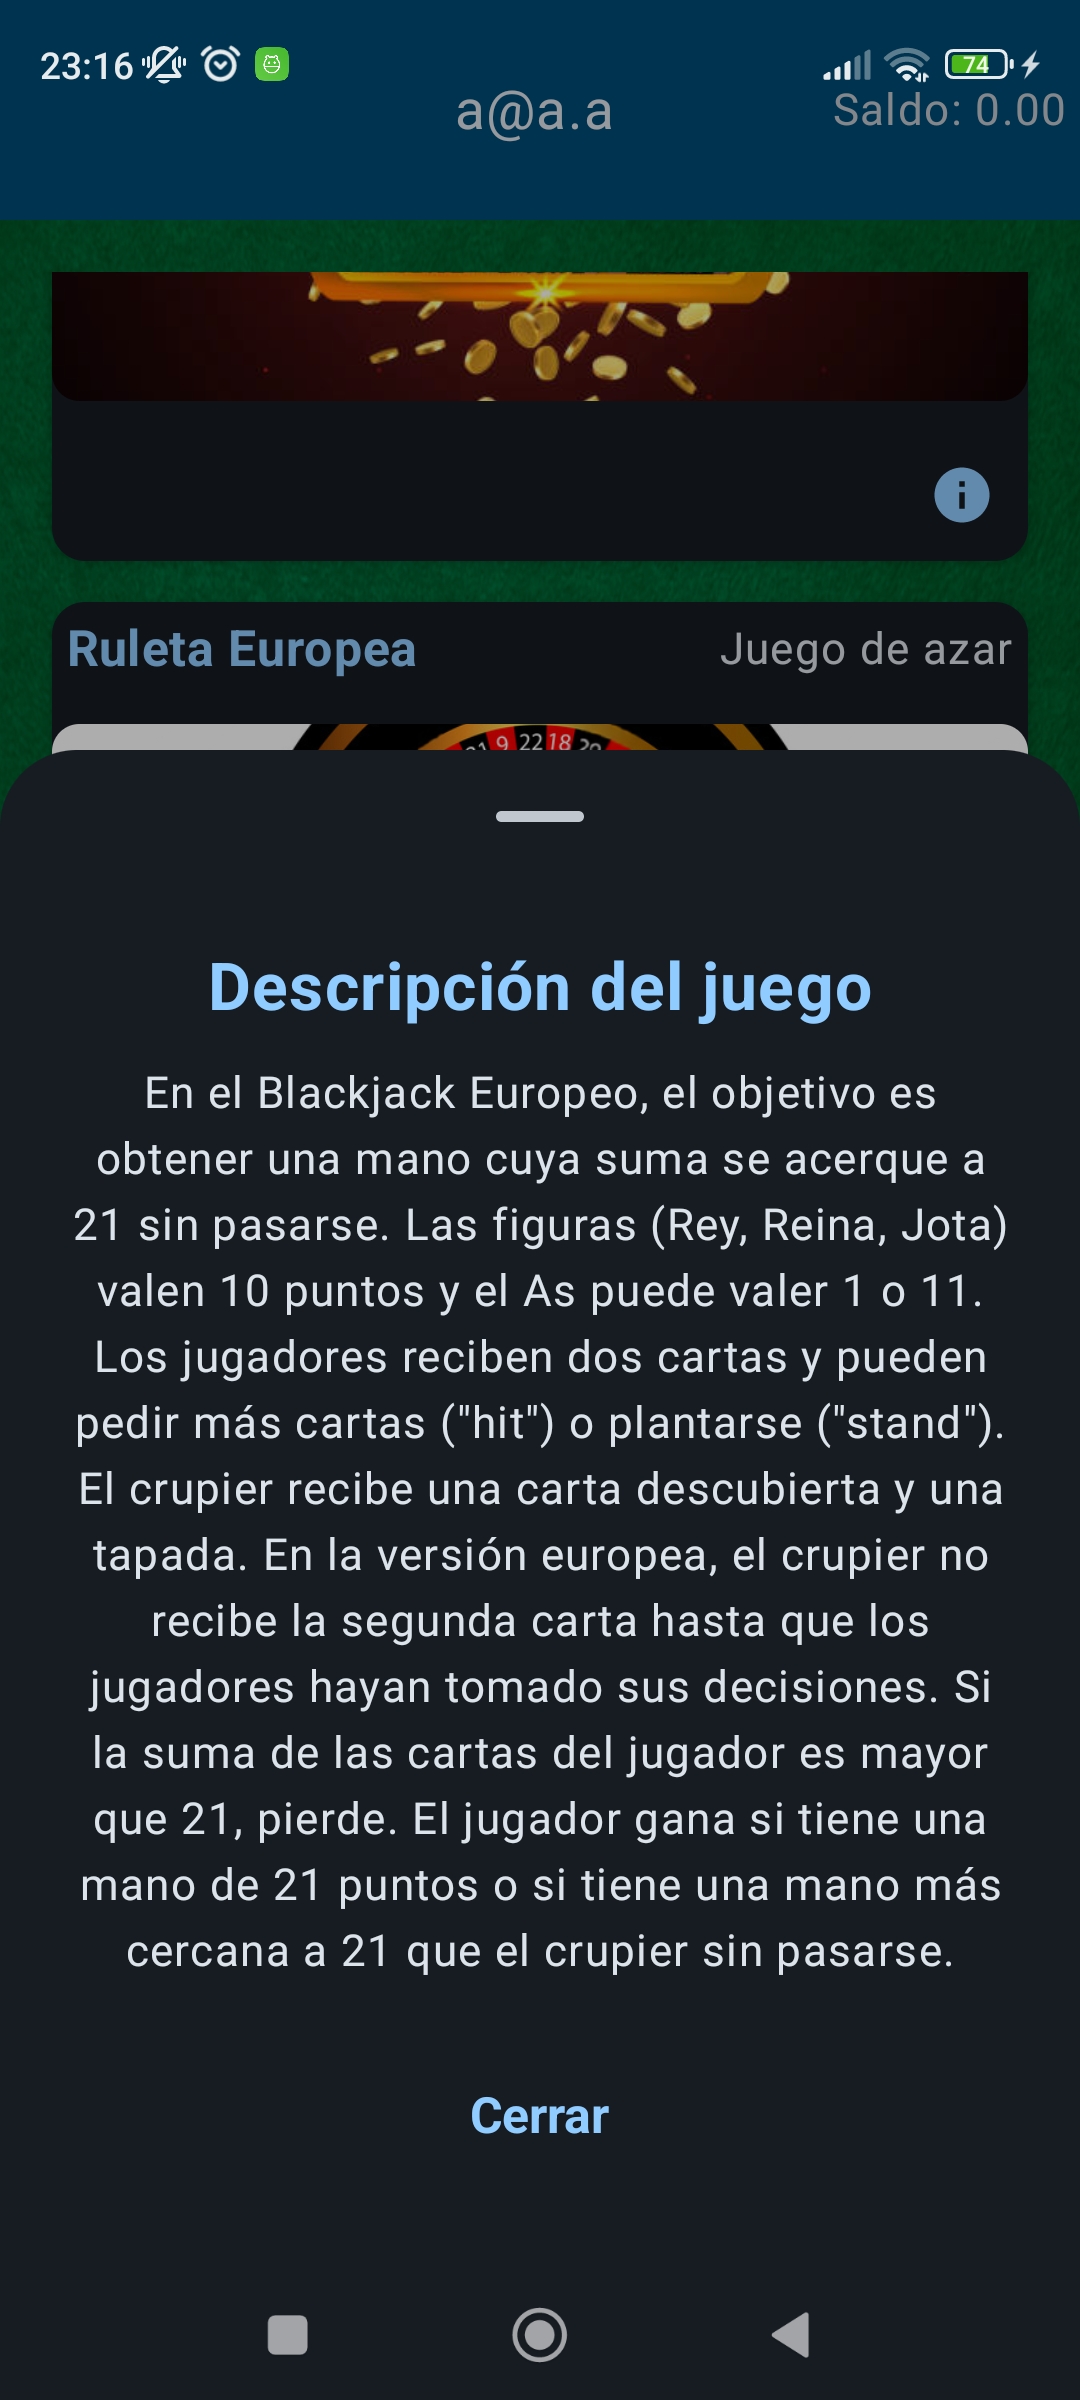 23:16
74
a@a.a
Saldo: 0.00
Ruleta Europea
Juego de azar
9 22 18
Descripción del juego
En el Blackjack Europeo, el objetivo es
obtener una mano cuya suma se acerque a
21 sin pasarse. Las figuras (Rey, Reina, Jota)
valen 10 puntos y el As puede valer 1 o 11.
Los jugadores reciben dos cartas y pueden
pedir más cartas ("hit") o plantarse ("stand").
El crupier recibe una carta descubierta y una
tapada. En la versión europea, el crupier no
recibe la segunda carta hasta que los
jugadores hayan tomado sus decisiones. Si
la suma de las cartas del jugador es mayor
que 21, pierde. El jugador gana si tiene una
mano de 21 puntos o si tiene una mano más
cercana a 21 que el crupier sin pasarse.
Cerrar